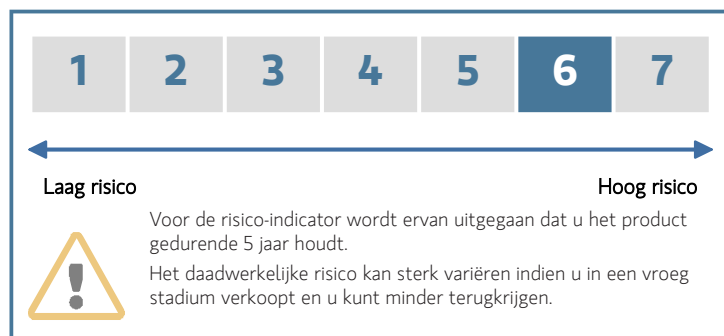 1 2 3 4 5 6 7
Laag risico Hoog risico
Voor de risico-indicator wordt ervan uitgegaan dat u het product
gedurende 5 jaar houdt.
Het daadwerkelijke risico kan sterk variëren indien u in een vroeg
stadium verkoopt en u kunt minder terugkrijgen.